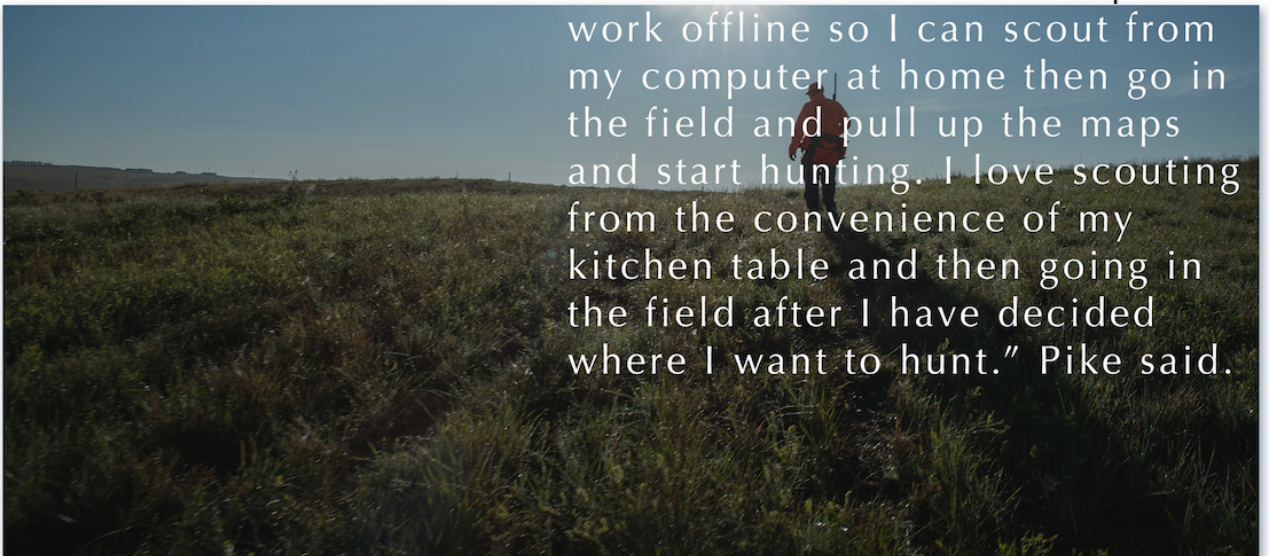 work offline so I can scout from
my computer at home then go in
the field and pull up the maps
and start hunting. I love scouting
from the convenience of my
kitchen table and then going in
the field after I have decided
where I want to hunt.” Pike said.